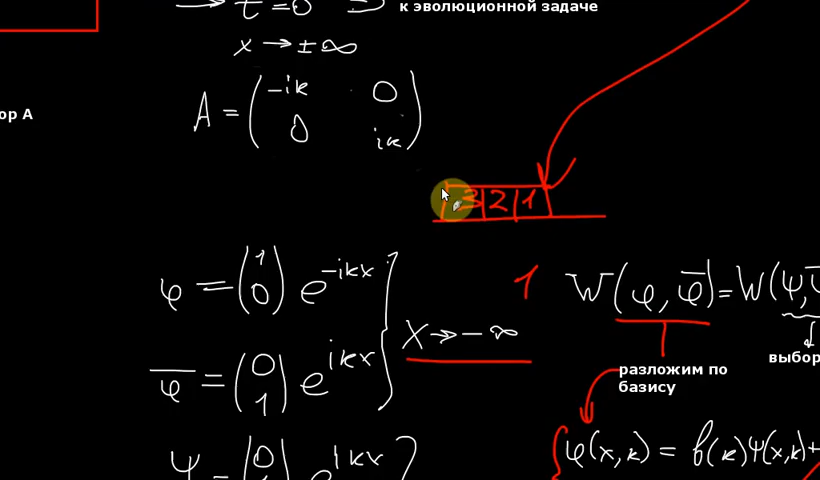 → t = 0
к эволюционной задаче
x → ± ∞
ор А
A = ( -ik 0
0 ik )
3 | 2 | 1
φ = ( 1 0 ) e^{-ikx}
1 W(φ, φ̅) = W(ψ, ψ̅
x → - ∞
φ̅ = ( 0 1 ) e^{ikx}
выбор
разложим по
базису
φ(x,k) = b(k)ψ(x,k)+
ψ = ( 0 e^{ikx}